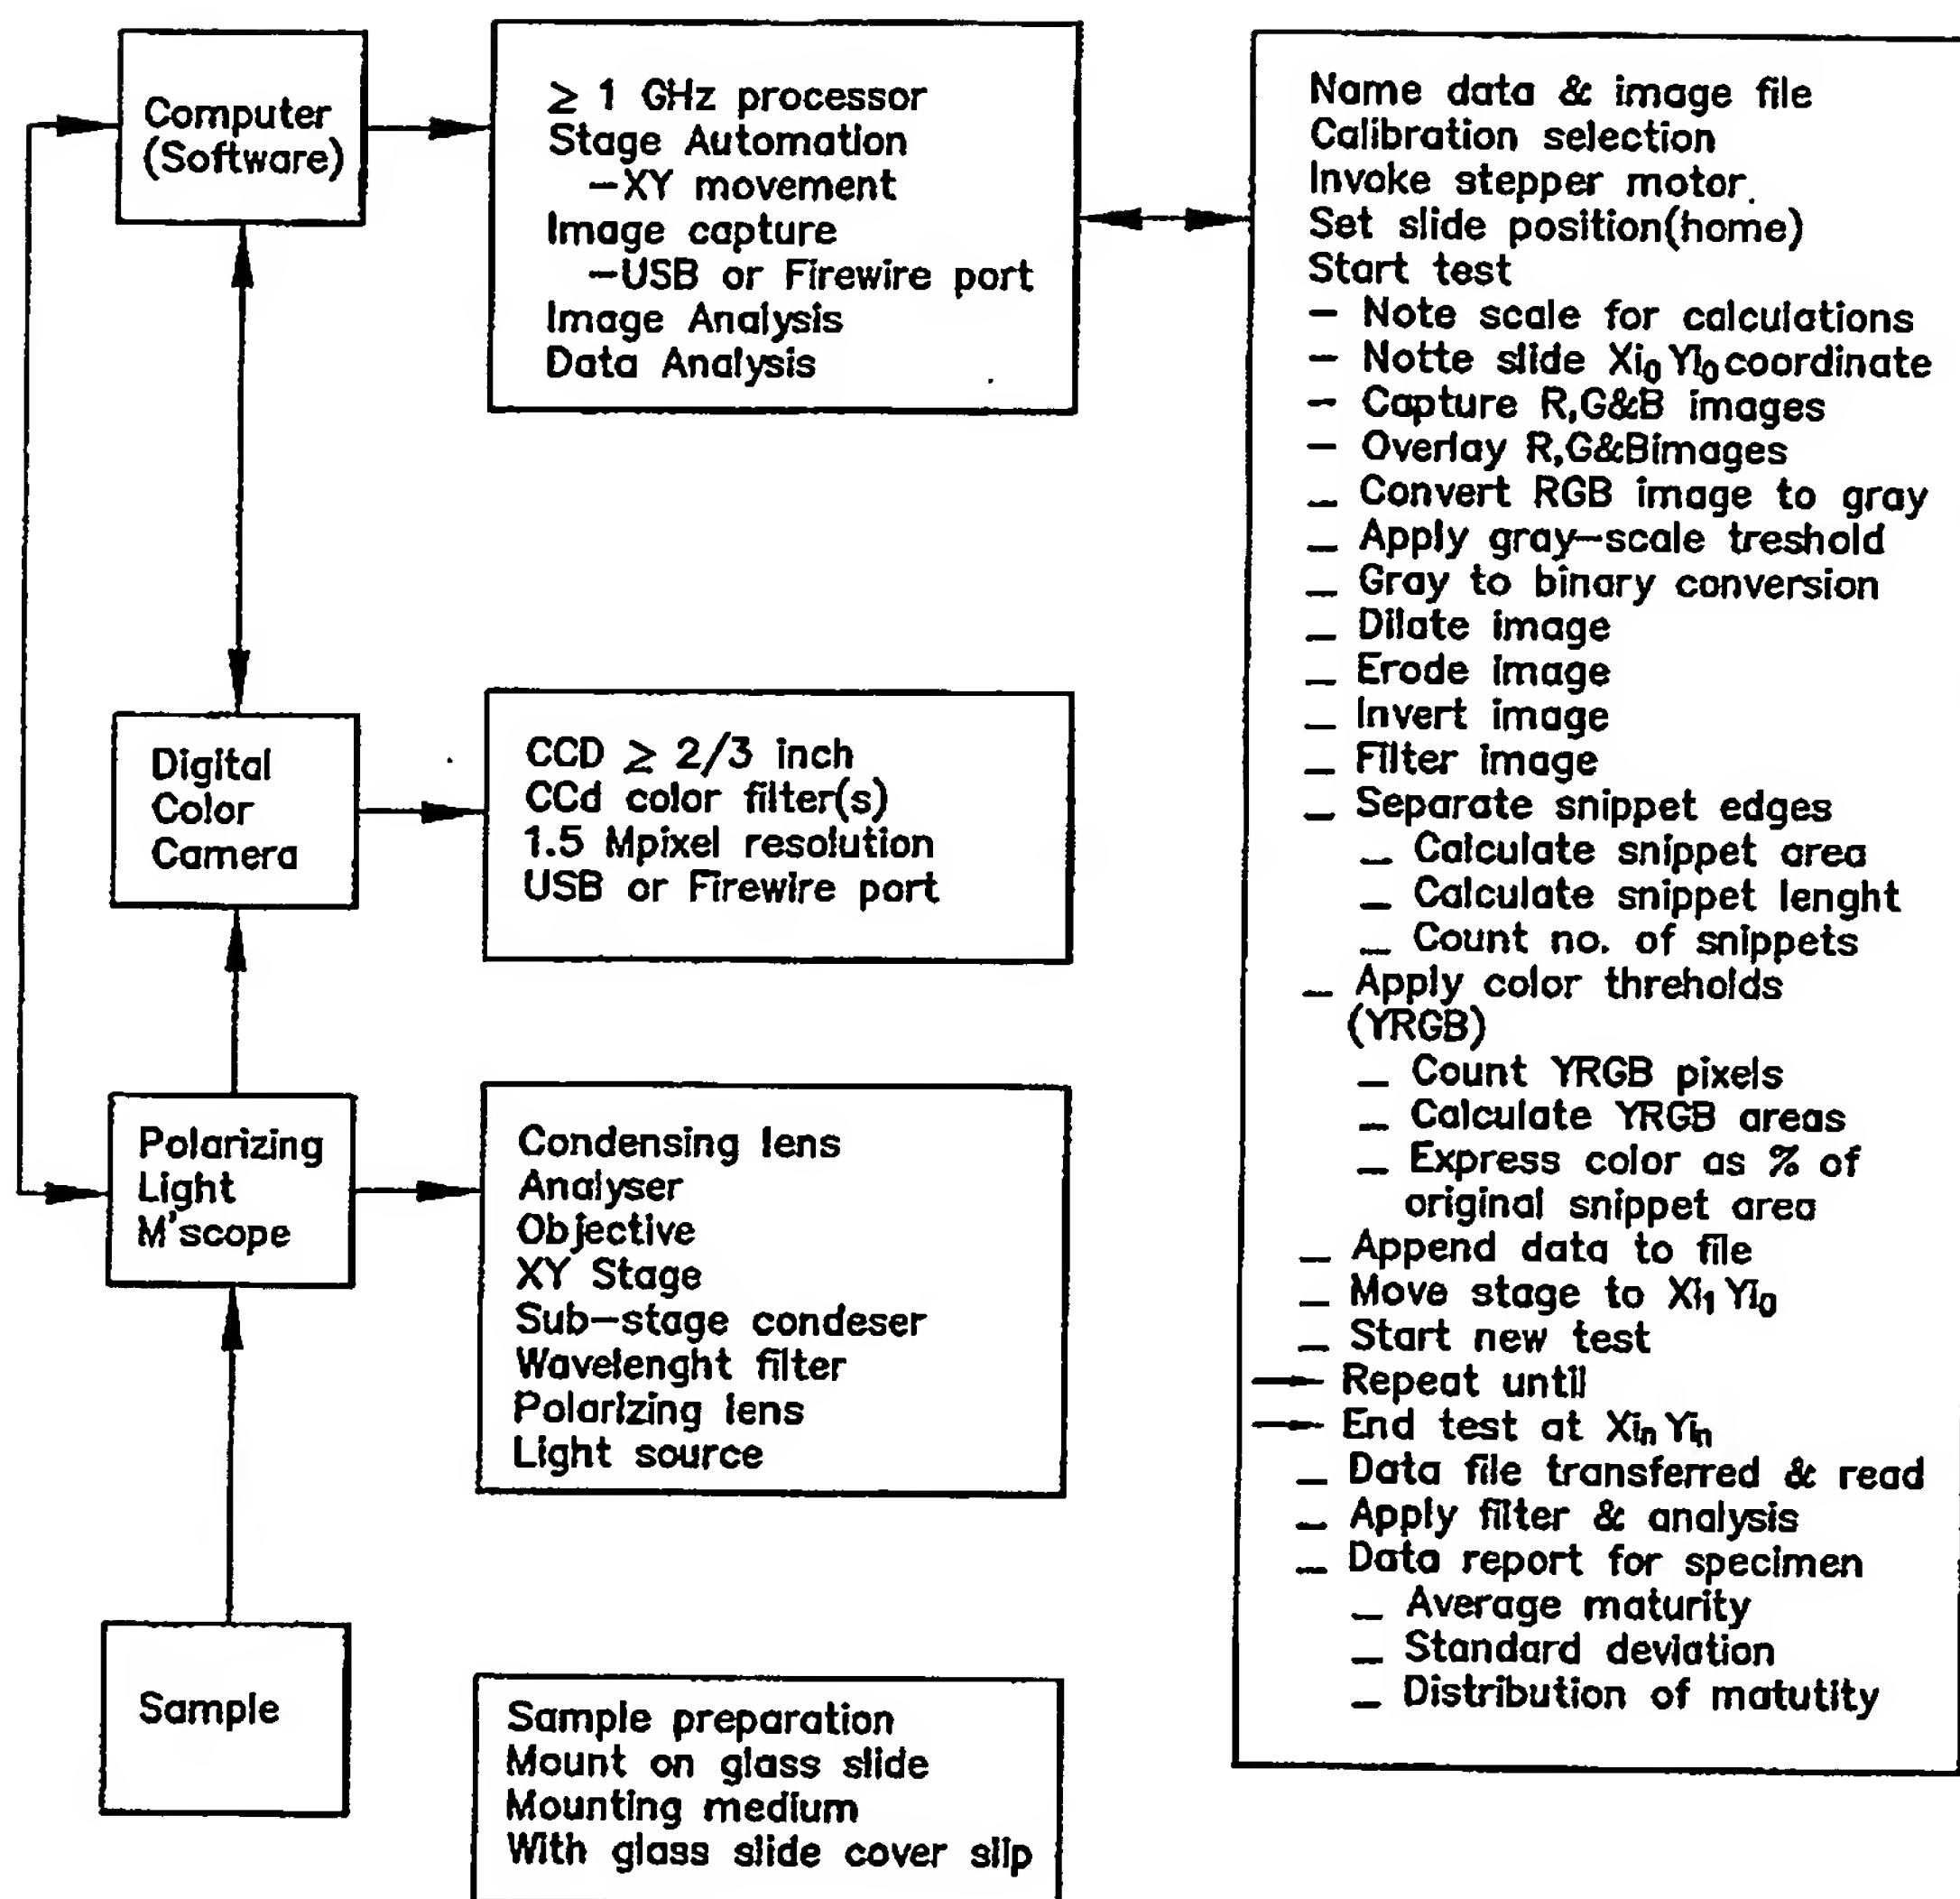 Computer
(Software)
≥ 1 GHz processor
Stage Automation
–XY movement
Image capture
–USB or Firewire port
Image Analysis
Data Analysis
Digital
Color
Camera
CCD ≥ 2/3 inch
CCd color filter(s)
1.5 Mpixel resolution
USB or Firewire port
Polarizing
Light
M'scope
Condensing lens
Analyser
Objective
XY Stage
Sub–stage condeser
Wavelenght filter
Polarizing lens
Light source
Sample
Sample preparation
Mount on glass slide
Mounting medium
With glass slide cover slip
Name data & image file
Calibration selection
Invoke stepper motor.
Set slide position(home)
Start test
– Note scale for calculations
– Notte slide Xi₀ Yi₀ coordinate
– Capture R,G&B images
– Overlay R,G&Bimages
– Convert RGB image to gray
– Apply gray–scale treshold
– Gray to binary conversion
– Dilate image
– Erode image
– Invert image
– Filter image
– Separate snippet edges
– Calculate snippet area
– Calculate snippet lenght
– Count no. of snippets
– Apply color threholds
(YRGB)
– Count YRGB pixels
– Calculate YRGB areas
– Express color as % of
original snippet area
– Append data to file
– Move stage to Xi₁ Yi₀
– Start new test
Repeat until
End test at Xiₙ Yiₙ
– Data file transferred & read
– Apply filter & analysis
– Data report for specimen
– Average maturity
– Standard deviation
– Distribution of matutity